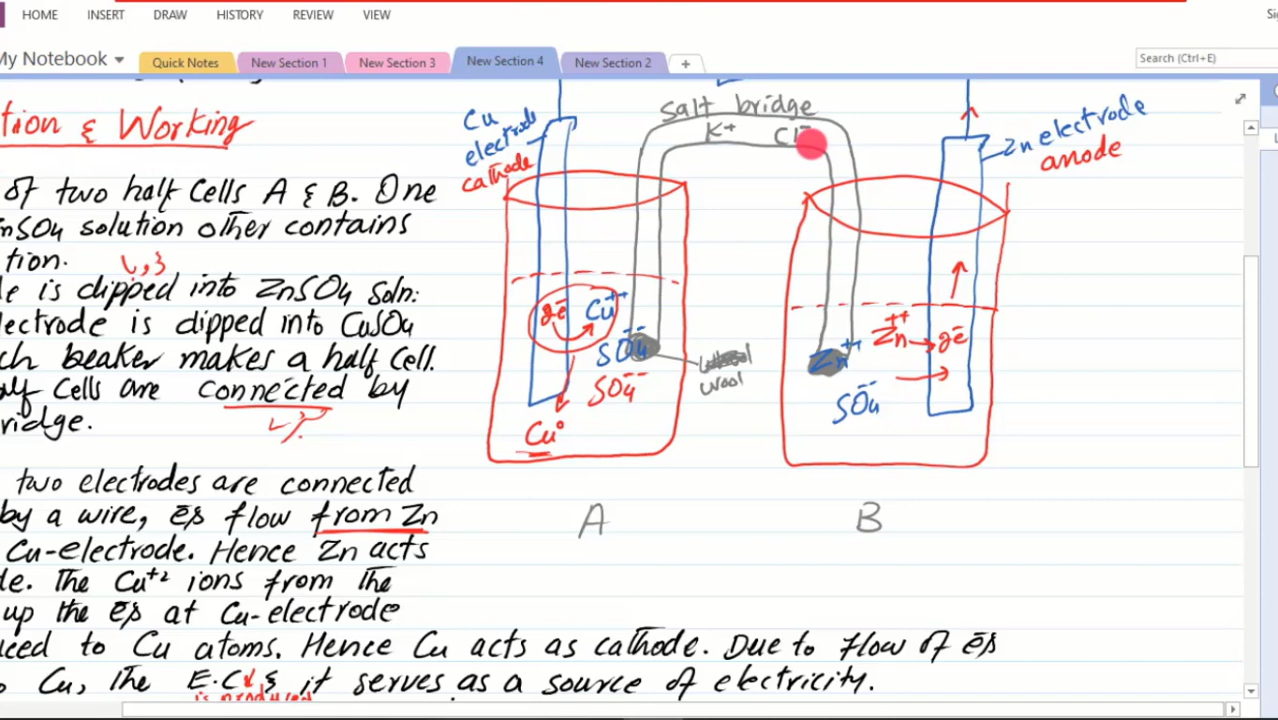 HOME INSERT DRAW HISTORY REVIEW VIEW
My Notebook Quick Notes New Section 1 New Section 3 New Section 4 New Section 2 + Search (Ctrl+E)
tion & Working
of two half Cells A & B. One
nSO4 solution other contains
tion.
le is dipped into ZnSO4 Soln:
lectrode is dipped into CuSO4
ch beaker makes a half cell.
alf Cells are connected by
ridge.
two electrodes are connected
by a wire, ēs flow from Zn
Cu-electrode. Hence Zn acts
de. The Cu+2 ions from the
up the ēs at Cu-electrode
uced to Cu atoms. Hence Cu acts as cathode. Due to flow of ēs
o Cu, the E.C & it serves as a source of electricity.
is produced
Salt bridge
K+ Cl-
Cu
electrode
cathode
Zn electrode
anode
2ē Cu++
SO4--
SO4--
Cu°
wool
Zn++ → 2ē
Zn++
SO4--
A B